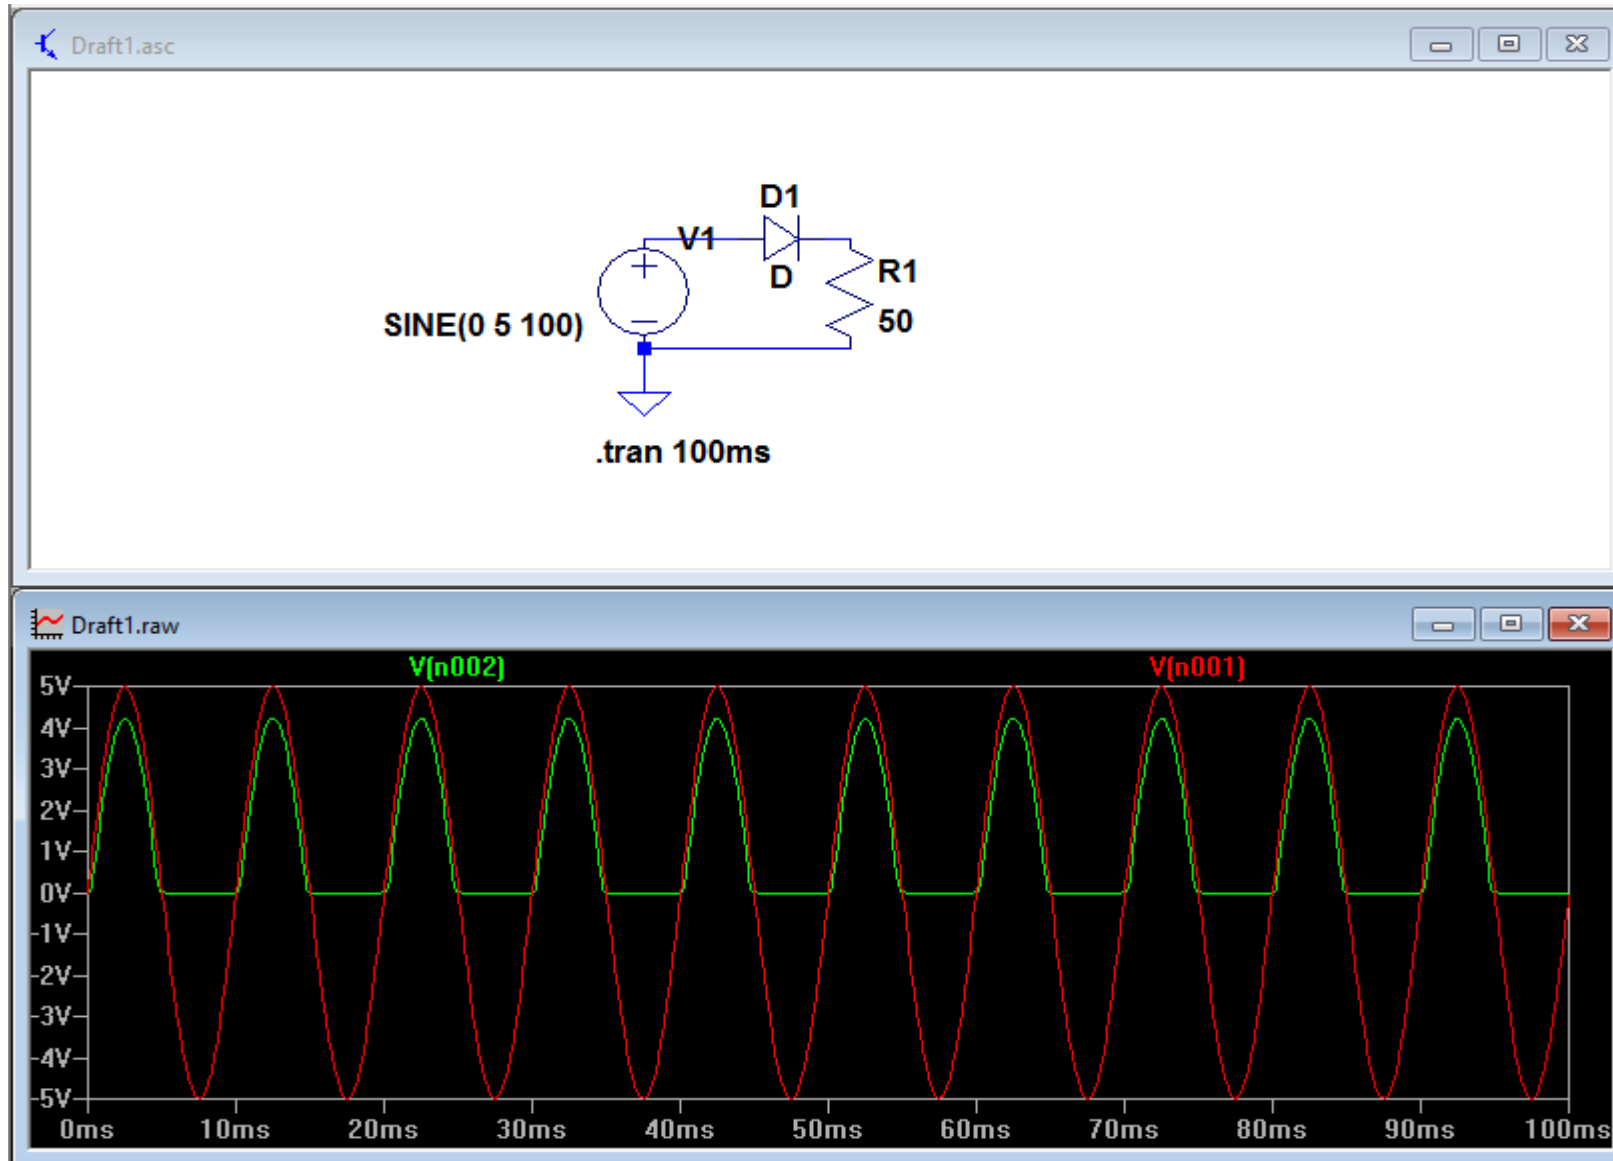 Draft1.asc
D1
V1
D
R1
50
SINE(0 5 100)
.tran 100ms
Draft1.raw
V(n002) V(n001)
5V
4V
3V
2V
1V
0V
-1V
-2V
-3V
-4V
-5V
0ms 10ms 20ms 30ms 40ms 50ms 60ms 70ms 80ms 90ms 100ms